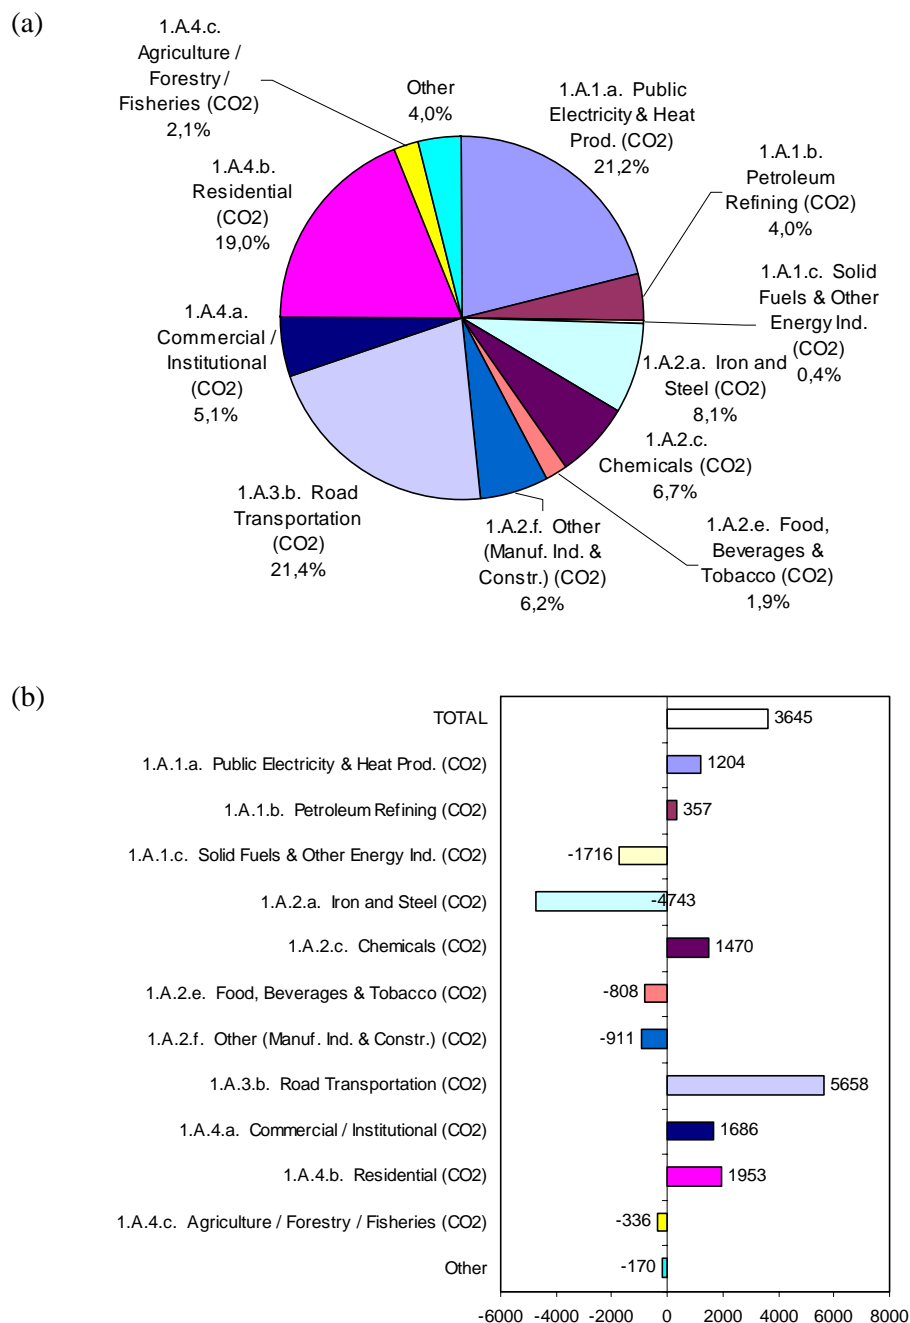 (a)
1.A.4.c.
Agriculture /
Forestry /
Fisheries (CO2)
2,1%
Other
4,0%
1.A.1.a. Public
Electricity & Heat
Prod. (CO2)
21,2%
1.A.1.b.
Petroleum
Refining (CO2)
4,0%
1.A.4.b.
Residential
(CO2)
19,0%
1.A.1.c. Solid
Fuels & Other
Energy Ind.
(CO2)
0,4%
1.A.4.a.
Commercial /
Institutional
(CO2)
5,1%
1.A.2.a. Iron and
Steel (CO2)
8,1%
1.A.2.c.
Chemicals (CO2)
6,7%
1.A.3.b. Road
Transportation
(CO2)
21,4%
1.A.2.f. Other
(Manuf. Ind. &
Constr.) (CO2)
6,2%
1.A.2.e. Food,
Beverages &
Tobacco (CO2)
1,9%
(b)
TOTAL 3645
1.A.1.a. Public Electricity & Heat Prod. (CO2) 1204
1.A.1.b. Petroleum Refining (CO2) 357
1.A.1.c. Solid Fuels & Other Energy Ind. (CO2) -1716
1.A.2.a. Iron and Steel (CO2) -4743
1.A.2.c. Chemicals (CO2) 1470
1.A.2.e. Food, Beverages & Tobacco (CO2) -808
1.A.2.f. Other (Manuf. Ind. & Constr.) (CO2) -911
1.A.3.b. Road Transportation (CO2) 5658
1.A.4.a. Commercial / Institutional (CO2) 1686
1.A.4.b. Residential (CO2) 1953
1.A.4.c. Agriculture / Forestry / Fisheries (CO2) -336
Other -170
-6000 -4000 -2000 0 2000 4000 6000 8000